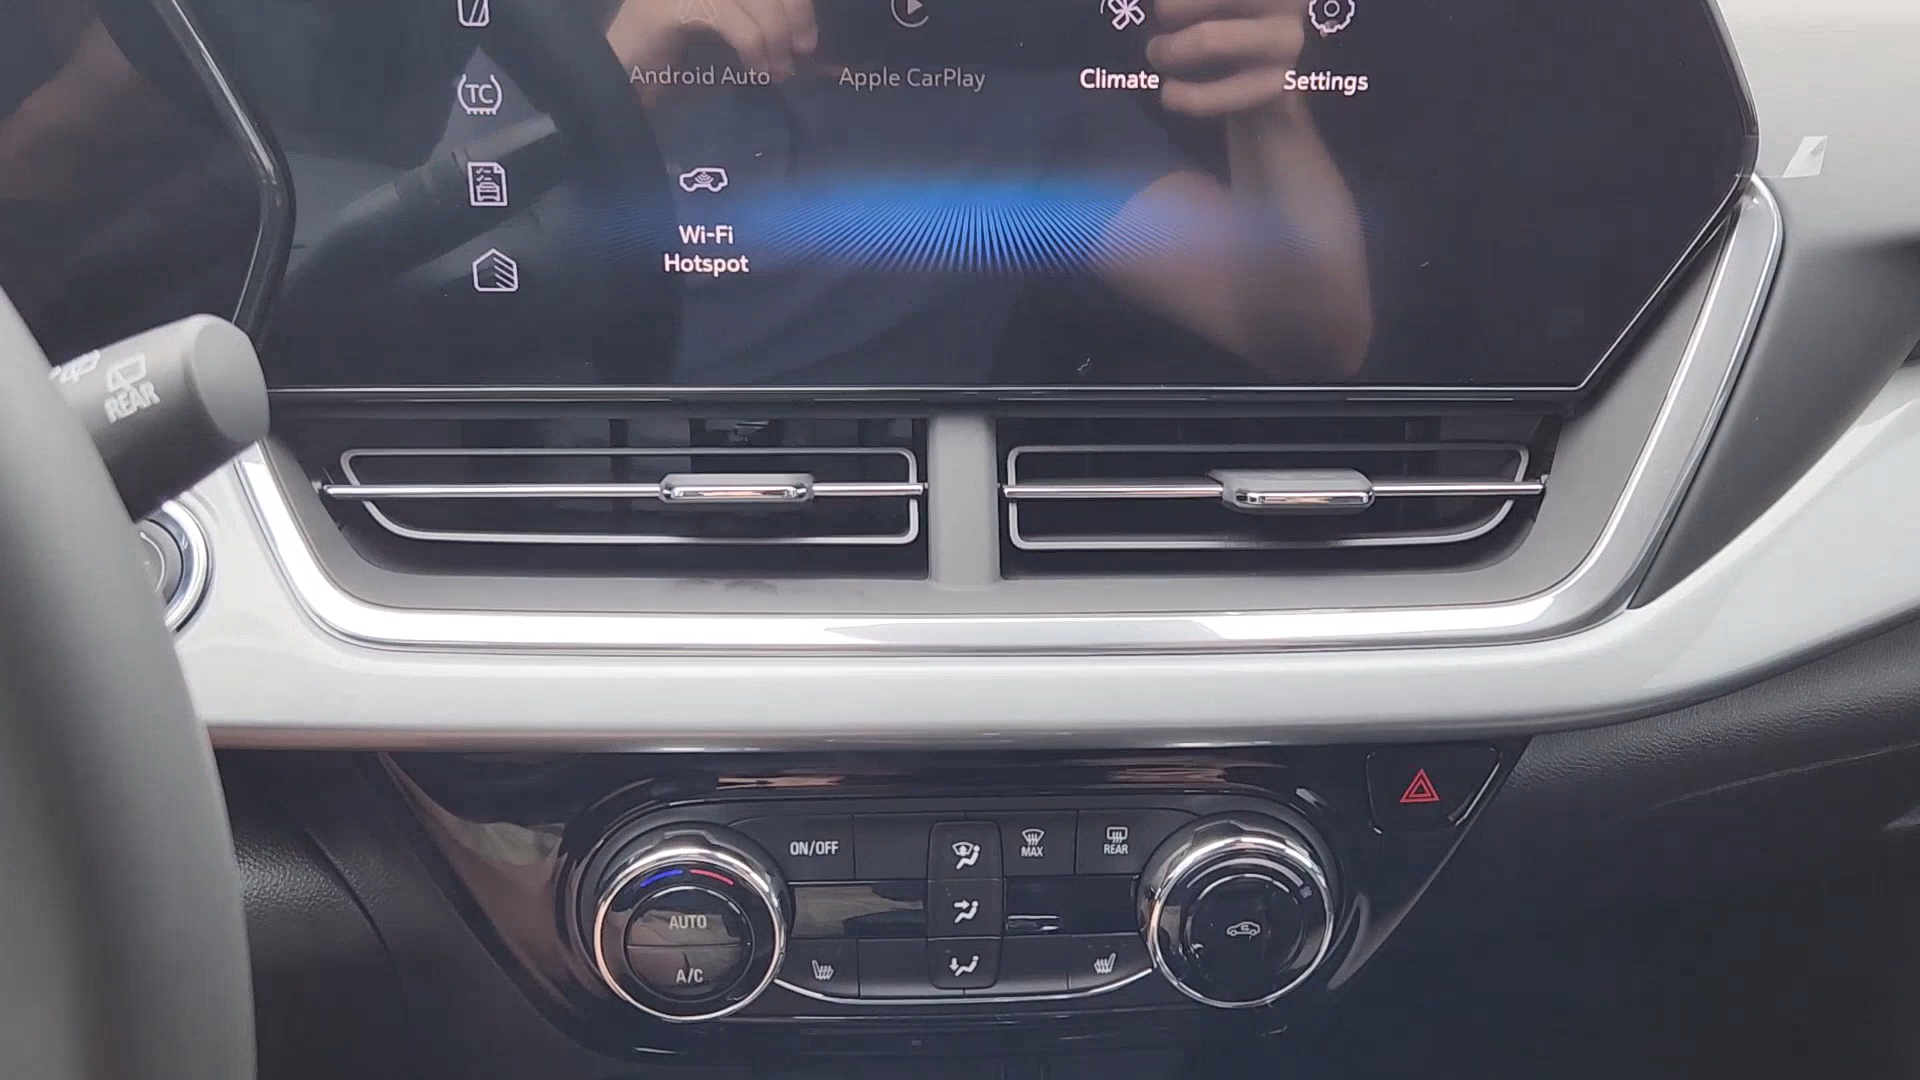 Android Auto
Apple CarPlay
Climate
Settings
TC
Wi-Fi
Hotspot
REAR
ON/OFF
MAX
REAR
AUTO
A/C